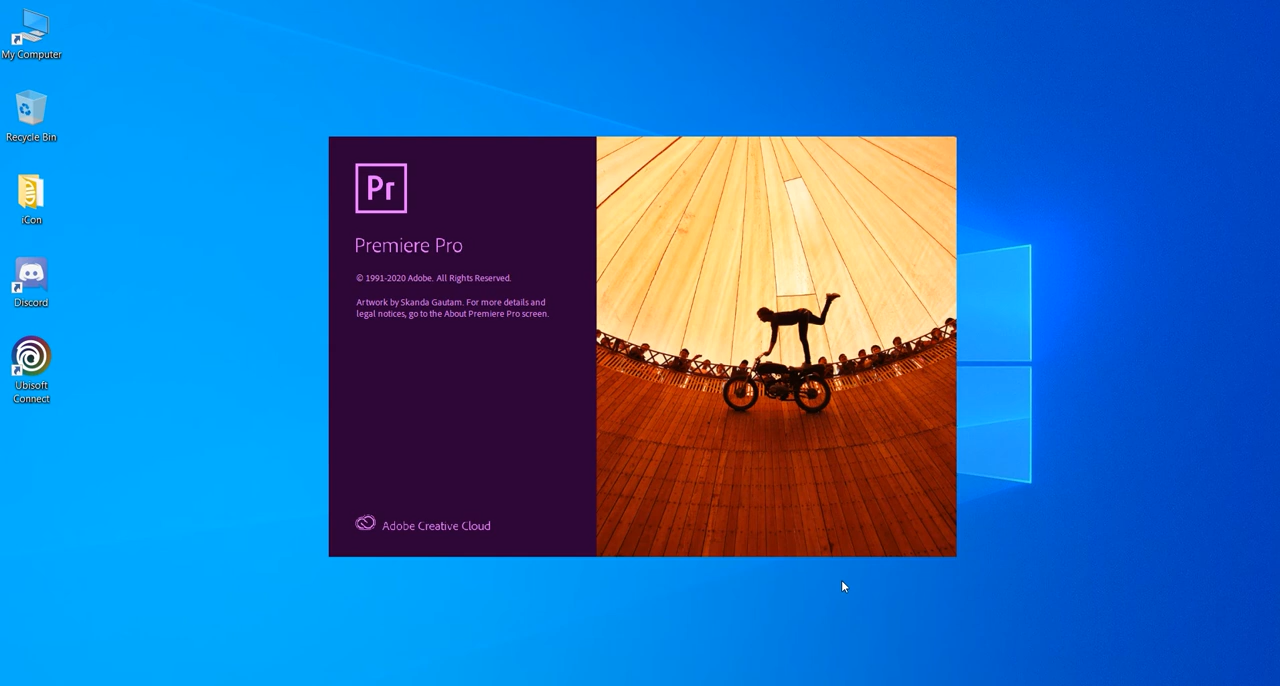 My Computer
Recycle Bin
iCon
Discord
Ubisoft
Connect
Pr
Premiere Pro
© 1991-2020 Adobe. All Rights Reserved.
Artwork by Skanda Gautam. For more details and
legal notices, go to the About Premiere Pro screen.
Adobe Creative Cloud